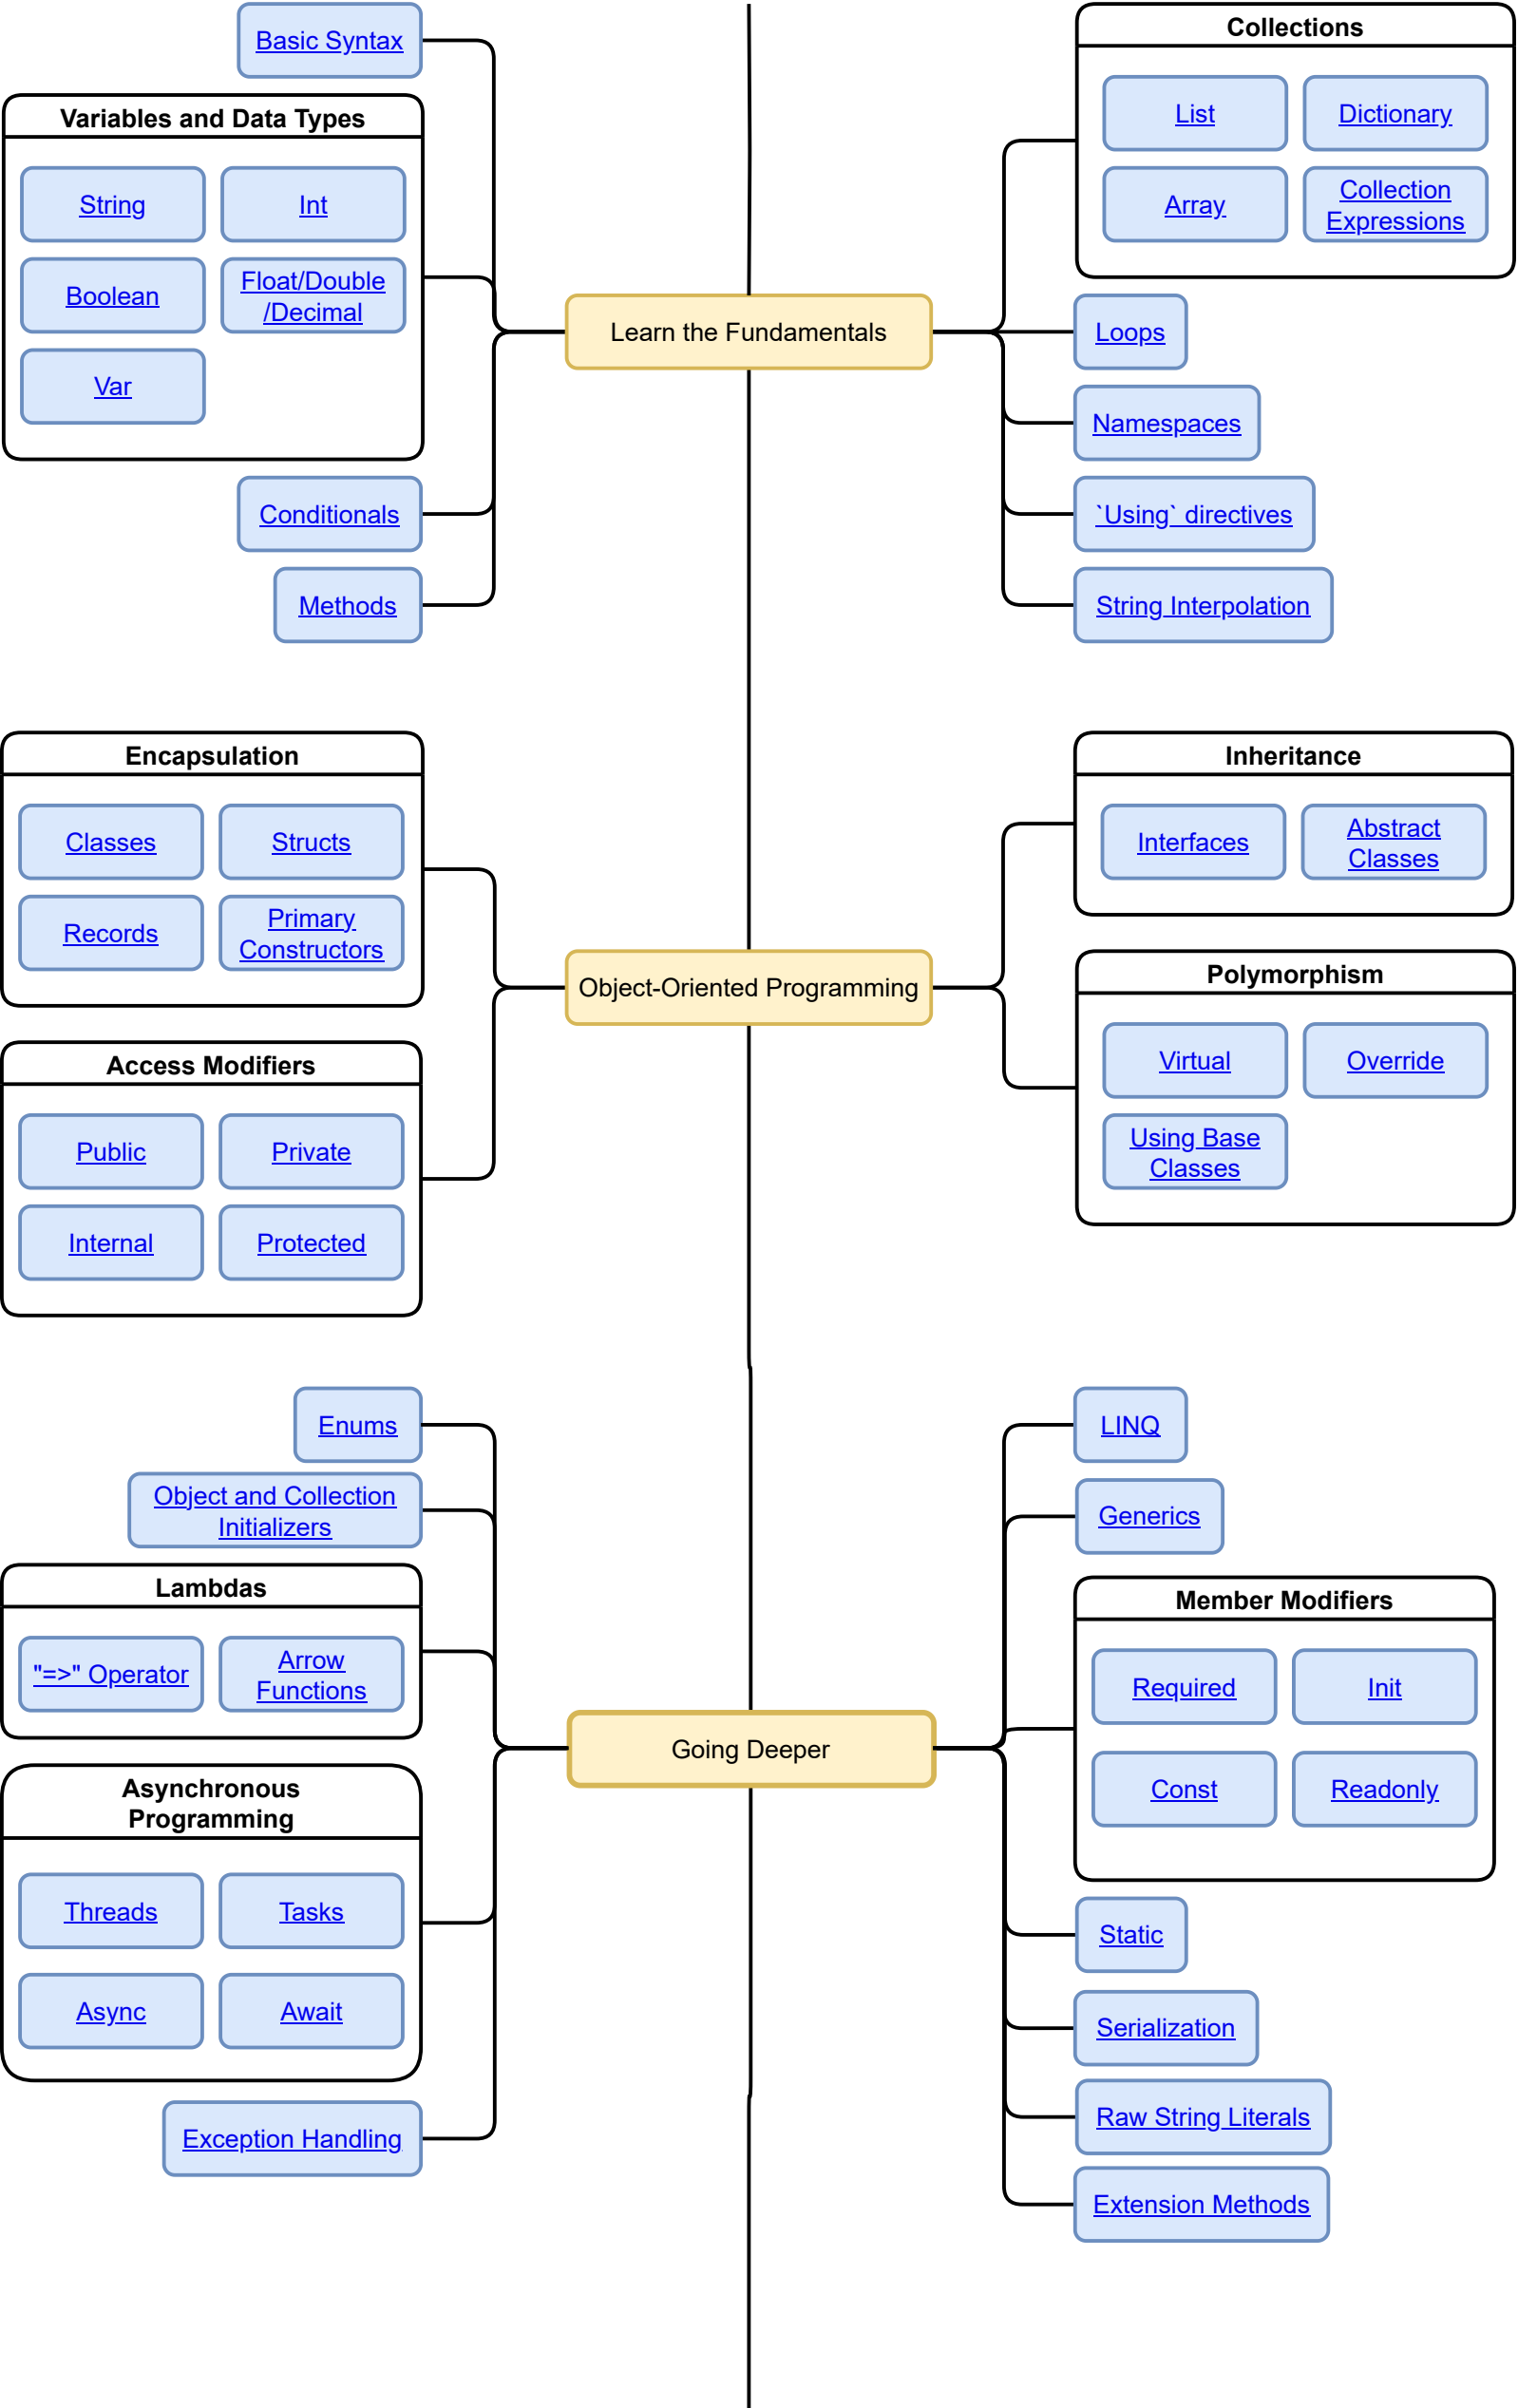 Basic Syntax
Variables and Data Types
String
Int
Boolean
Float/Double
/Decimal
Var
Conditionals
Methods
Learn the Fundamentals
Collections
List
Dictionary
Array
Collection
Expressions
Loops
Namespaces
`Using` directives
String Interpolation
Encapsulation
Classes
Structs
Records
Primary
Constructors
Access Modifiers
Public
Private
Internal
Protected
Object-Oriented Programming
Inheritance
Interfaces
Abstract
Classes
Polymorphism
Virtual
Override
Using Base
Classes
Enums
Object and Collection
Initializers
Lambdas
"=>" Operator
Arrow
Functions
Asynchronous
Programming
Threads
Tasks
Async
Await
Exception Handling
Going Deeper
LINQ
Generics
Member Modifiers
Required
Init
Const
Readonly
Static
Serialization
Raw String Literals
Extension Methods